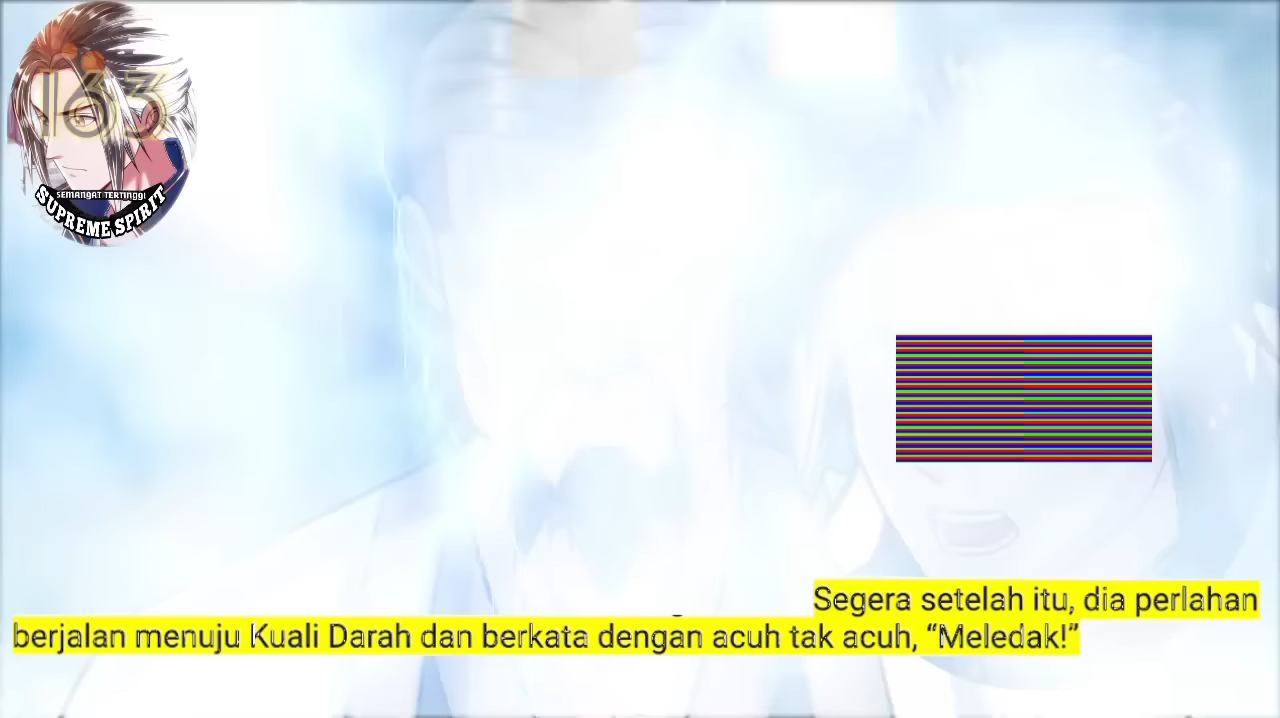 163
SEMANGAT TERTINGGI
SUPREME SPIRIT
Segera setelah itu, dia perlahan
berjalan menuju Kuali Darah dan berkata dengan acuh tak acuh, “Meledak!”